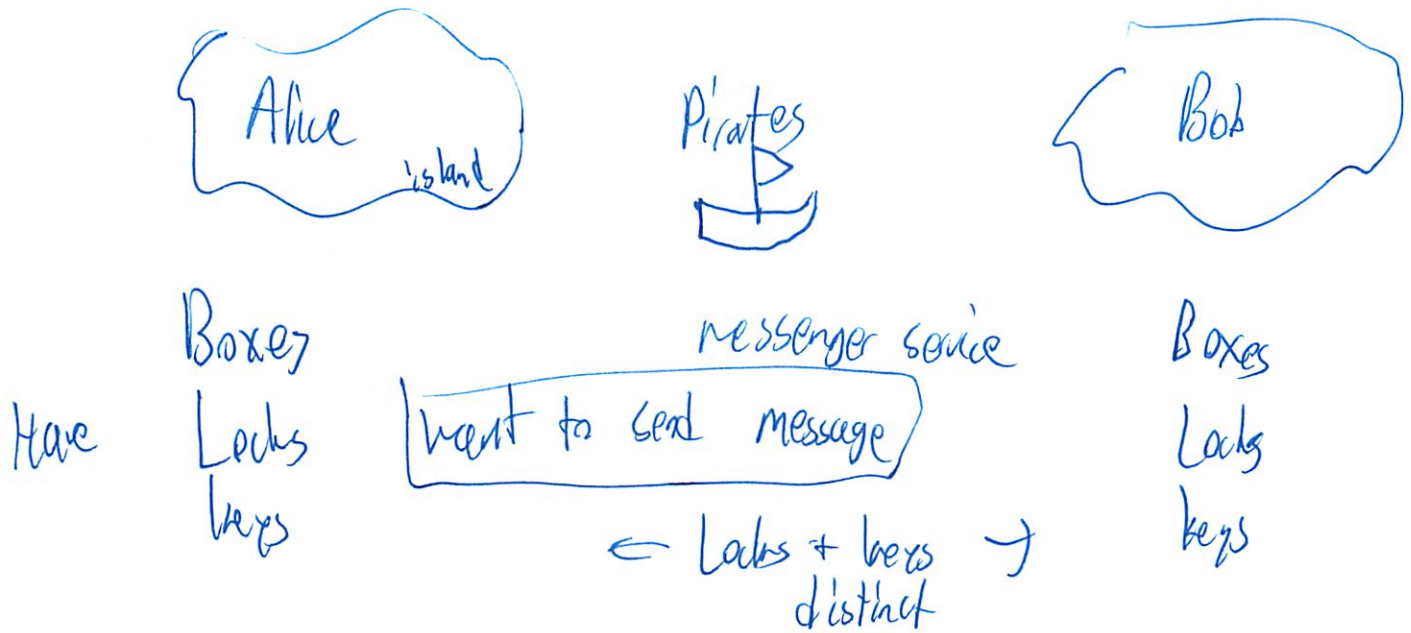 Alice
island
Pirates
Bob
Boxes
messenger service
Boxes
Have
Locks
want to send message
Locks
keys
keys
← Locks + keys →
distinct